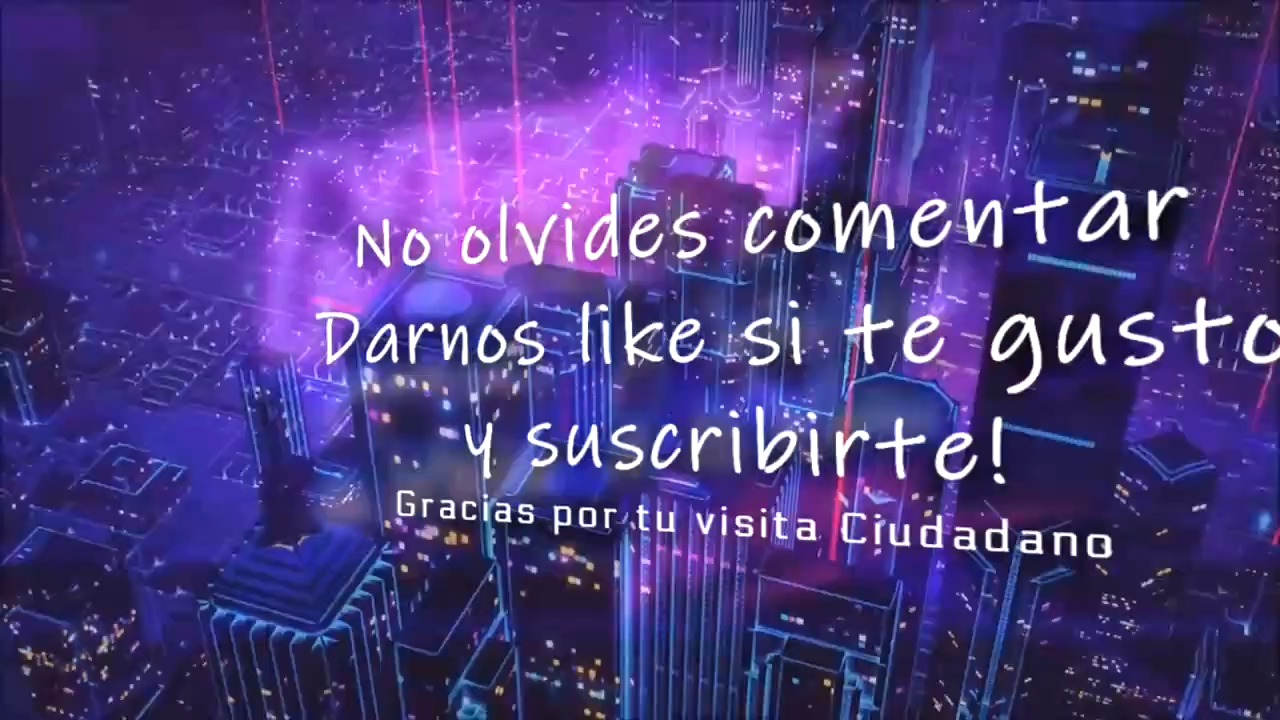 No olvides comentar
Darnos like si te gusto
y suscribirte!
Gracias por tu visita Ciudadano